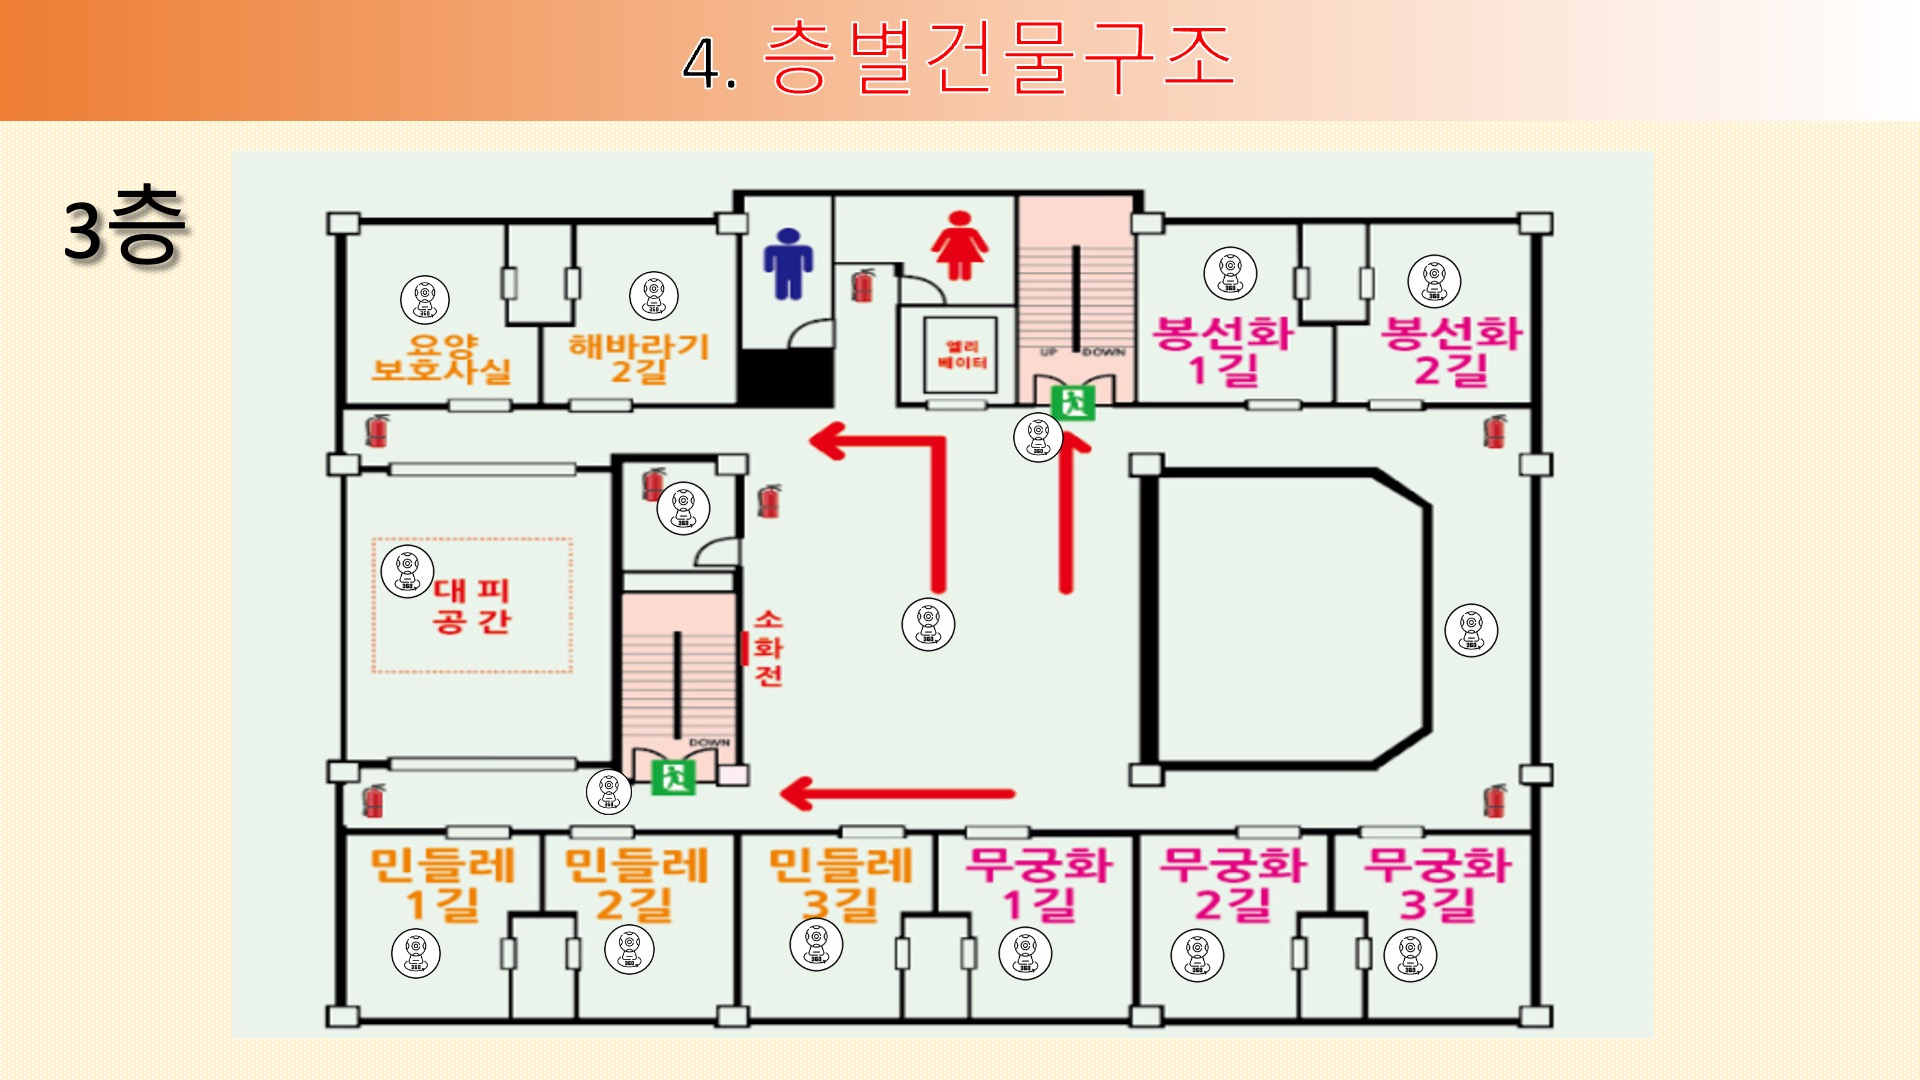 4. 층별건물구조
3층
요양
보호사실
해바라기
2길
엘리
베이터
UP
DOWN
봉선화
1길
봉선화
2길
대 피
공 간
소
화
전
DOWN
민들레
1길
민들레
2길
민들레
3길
무궁화
1길
무궁화
2길
무궁화
3길